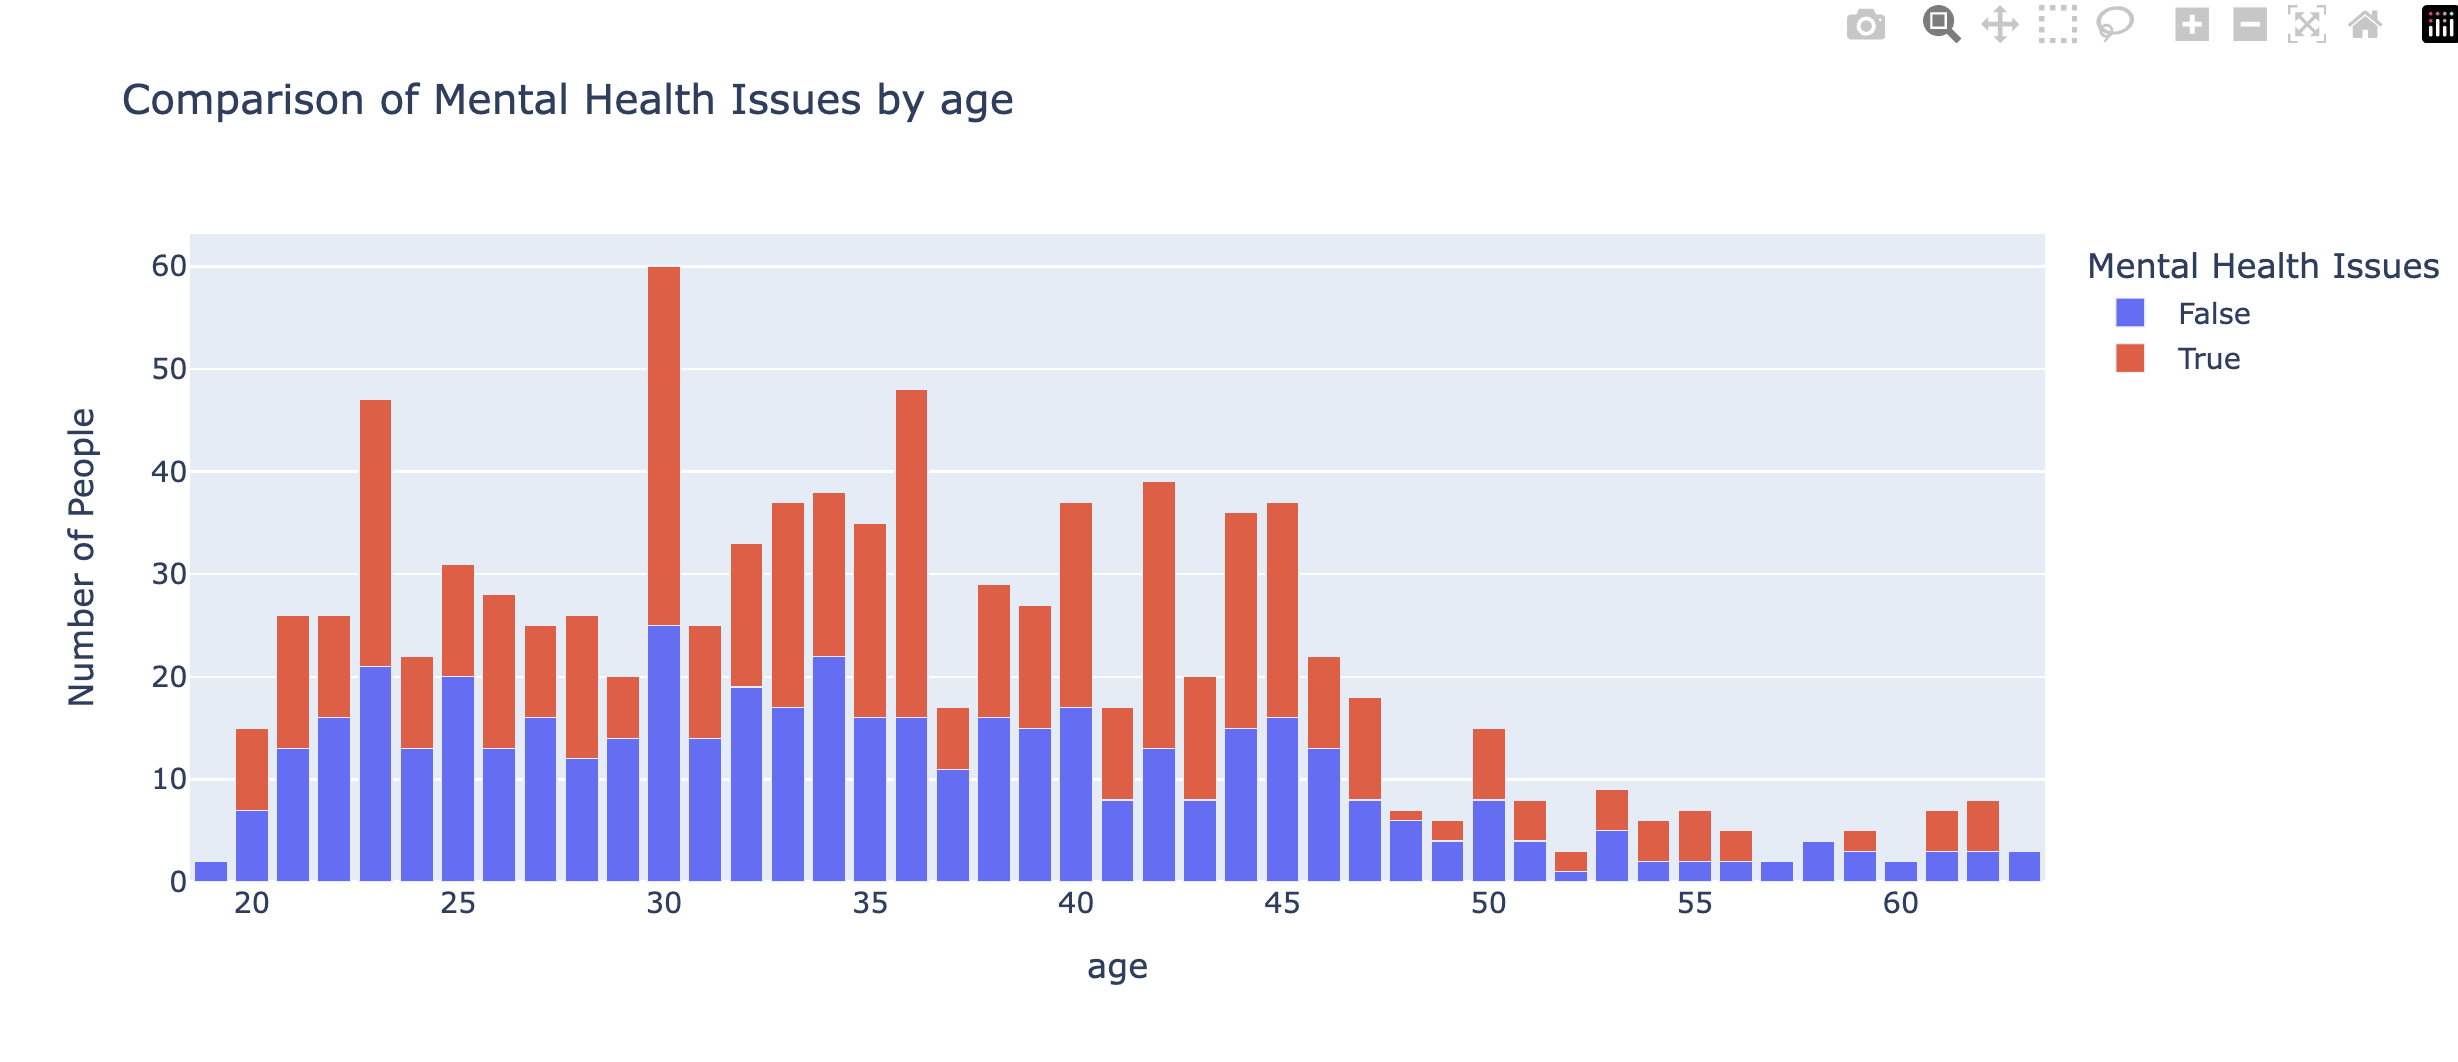 Comparison of Mental Health Issues by age
60
50
40
30
20
10
0
Number of People
20 25 30 35 40 45 50 55 60
age
Mental Health Issues
False
True